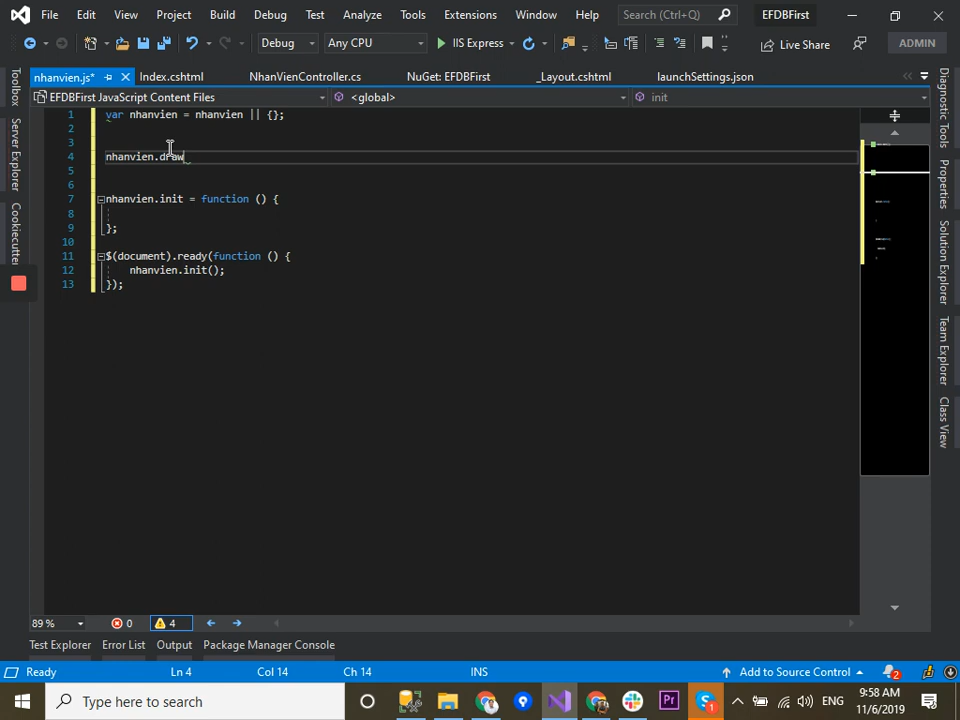 File Edit View Project Build Debug Test Analyze Tools Extensions Window Help Search (Ctrl+Q) EFDBFirst
Debug Any CPU IIS Express Live Share ADMIN
nhanvien.js* Index.cshtml NhanVienController.cs NuGet: EFDBFirst _Layout.cshtml launchSettings.json
EFDBFirst JavaScript Content Files <global> init
1 var nhanvien = nhanvien || {};
2
3
4 nhanvien.draw
5
6
7 nhanvien.init = function () {
8
9 };
10
11 $(document).ready(function () {
12 nhanvien.init();
13 });
Toolbox
Server Explorer
Cookiecutter
Diagnostic Tools
Properties
Solution Explorer
Team Explorer
Class View
89 % 0 4
Test Explorer Error List Output Package Manager Console
Ready Ln 4 Col 14 Ch 14 INS Add to Source Control 2
Type here to search Pr S 1 ENG 9:58 AM
11/6/2019